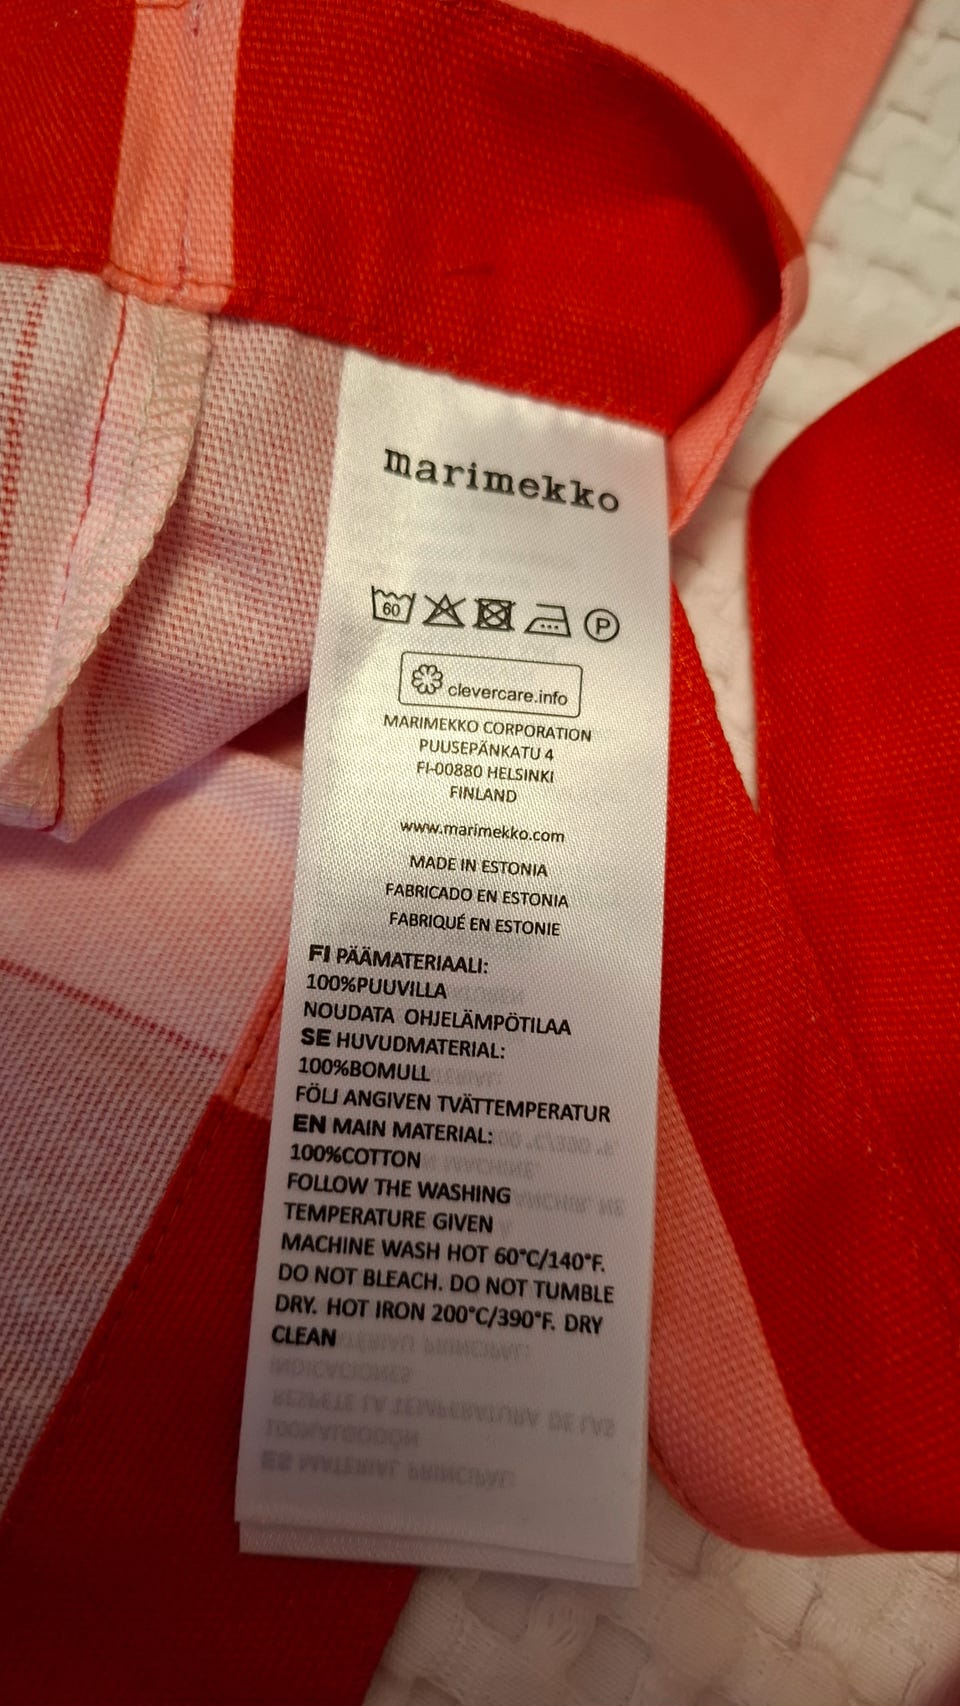 marimekko
60 P
clevercare.info
MARIMEKKO CORPORATION
PUUSEPÄNKATU 4
FI-00880 HELSINKI
FINLAND
www.marimekko.com
MADE IN ESTONIA
FABRICADO EN ESTONIA
FABRIQUÉ EN ESTONIE
FI PÄÄMATERIAALI:
100%PUUVILLA
NOUDATA OHJELÄMPÖTILAA
SE HUVUDMATERIAL:
100%BOMULL
FÖLJ ANGIVEN TVÄTTEMPERATUR
EN MAIN MATERIAL:
100%COTTON
FOLLOW THE WASHING
TEMPERATURE GIVEN
MACHINE WASH HOT 60°C/140°F.
DO NOT BLEACH. DO NOT TUMBLE
DRY. HOT IRON 200°C/390°F. DRY
CLEAN